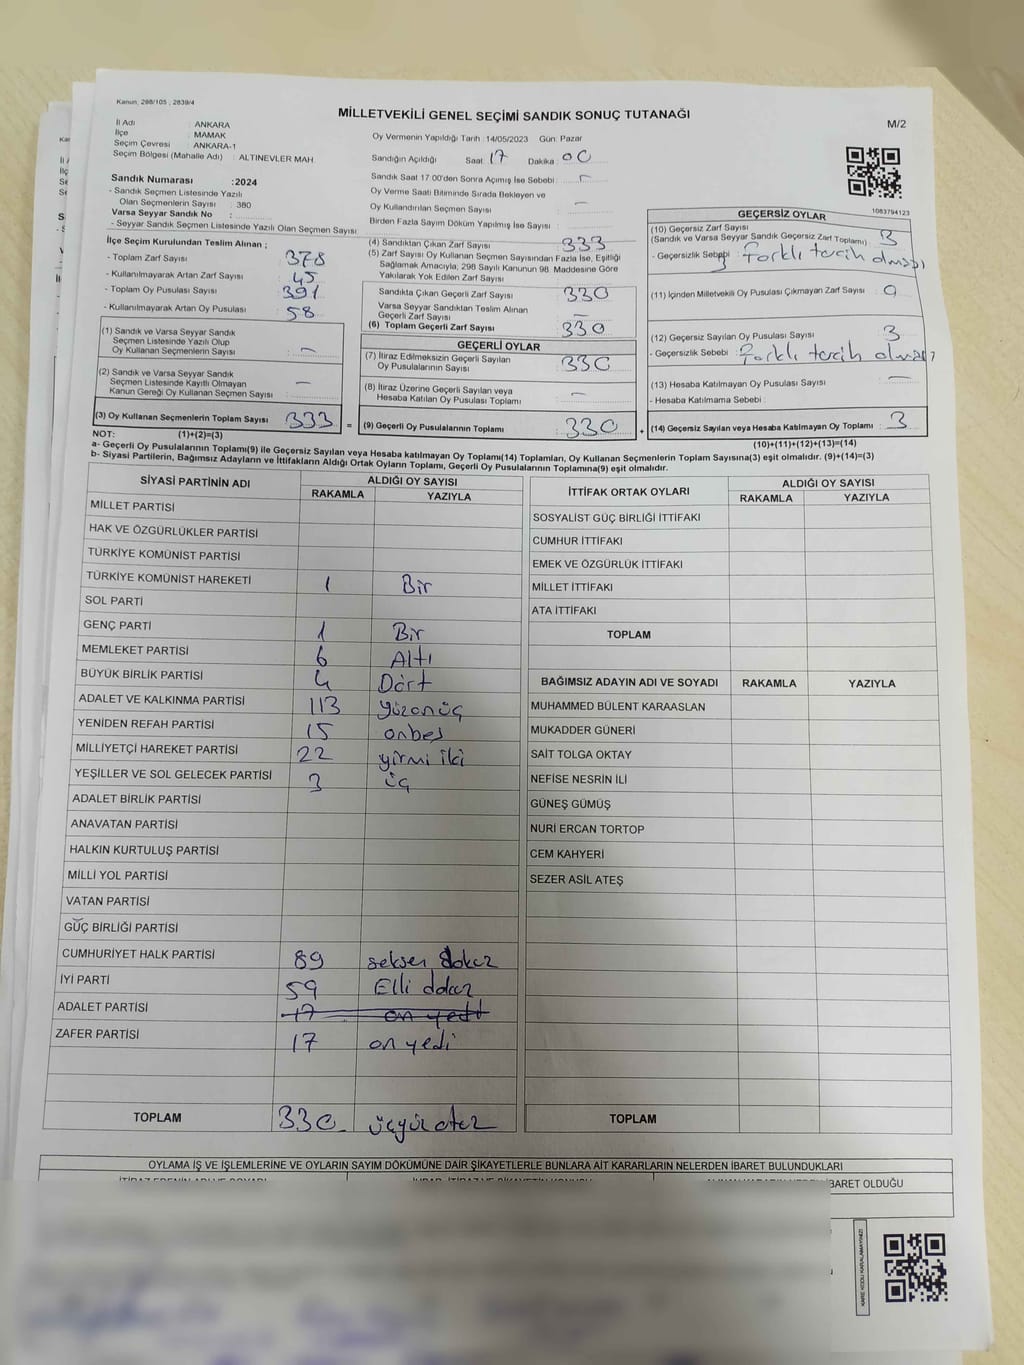 Kanun, 298/105 , 2839/4
MİLLETVEKİLİ GENEL SEÇİMİ SANDIK SONUÇ TUTANAĞI
M/2
İl Adı : ANKARA
İlçe : MAMAK
Seçim Çevresi : ANKARA-1
Seçim Bölgesi (Mahalle Adı) : ALTINEVLER MAH.
Oy Vermenin Yapıldığı Tarih :14/05/2023 Gün: Pazar
Sandığın Açıldığı Saat: 17 Dakika: 00
Sandık Saat 17.00'den Sonra Açılmış İse Sebebi :
Oy Verme Saati Bitiminde Sırada Bekleyen ve
Oy Kullandırılan Seçmen Sayısı : —
Birden Fazla Sayım Döküm Yapılmış İse Sayısı :
Sandık Numarası :2024
- Sandık Seçmen Listesinde Yazılı
Olan Seçmenlerin Sayısı : 380
Varsa Seyyar Sandık No :
- Seyyar Sandık Seçmen Listesinde Yazılı Olan Seçmen Sayısı
1083794123
İlçe Seçim Kurulundan Teslim Alınan ;
- Toplam Zarf Sayısı : 378
- Kullanılmayarak Artan Zarf Sayısı : 45
- Toplam Oy Pusulası Sayısı : 391
- Kullanılmayarak Artan Oy Pusulası : 58
(1) Sandık ve Varsa Seyyar Sandık
Seçmen Listesinde Yazılı Olup
Oy Kullanan Seçmenlerin Sayısı : —
(2) Sandık ve Varsa Seyyar Sandık
Seçmen Listesinde Kayıtlı Olmayan
Kanun Gereği Oy Kullanan Seçmen Sayısı : —
(3) Oy Kullanan Seçmenlerin Toplam Sayısı : 333 =
(4) Sandıktan Çıkan Zarf Sayısı : 333
(5) Zarf Sayısı Oy Kullanan Seçmen Sayısından Fazla İse, Eşitliği
Sağlamak Amacıyla, 298 Sayılı Kanunun 98. Maddesine Göre
Yakılarak Yok Edilen Zarf Sayısı :
Sandıkta Çıkan Geçerli Zarf Sayısı : 330
Varsa Seyyar Sandıktan Teslim Alınan
Geçerli Zarf Sayısı : —
(6) Toplam Geçerli Zarf Sayısı : 330
GEÇERLİ OYLAR
(7) İtiraz Edilmeksizin Geçerli Sayılan
Oy Pusulalarının Sayısı : 330
(8) İtiraz Üzerine Geçerli Sayılan veya
Hesaba Katılan Oy Pusulası Toplamı : —
(9) Geçerli Oy Pusulalarının Toplamı : 330 +
GEÇERSİZ OYLAR
(10) Geçersiz Zarf Sayısı
(Sandık ve Varsa Seyyar Sandık Geçersiz Zarf Toplamı) : 3
- Geçersizlik Sebebi : 3 farklı tercih olması
(11) İçinden Milletvekili Oy Pusulası Çıkmayan Zarf Sayısı : 0
(12) Geçersiz Sayılan Oy Pusulası Sayısı : 3
- Geçersizlik Sebebi : farklı tercih olması
(13) Hesaba Katılmayan Oy Pusulası Sayısı : —
- Hesaba Katılmama Sebebi :
(14) Geçersiz Sayılan veya Hesaba Katılmayan Oy Toplamı : 3
NOT: (1)+(2)=(3)
(10)+(11)+(12)+(13)=(14)
a- Geçerli Oy Pusulalarının Toplamı(9) ile Geçersiz Sayılan veya Hesaba katılmayan Oy Toplamı(14) Toplamları, Oy Kullanan Seçmenlerin Toplam Sayısına(3) eşit olmalıdır. (9)+(14)=(3)
b- Siyasi Partilerin, Bağımsız Adayların ve İttifakların Aldığı Ortak Oyların Toplamı, Geçerli Oy Pusulalarının Toplamına(9) eşit olmalıdır.
SİYASİ PARTİNİN ADI ALDIĞI OY SAYISI
RAKAMLA YAZIYLA
MİLLET PARTİSİ
HAK VE ÖZGÜRLÜKLER PARTİSİ
TÜRKİYE KOMÜNİST PARTİSİ
TÜRKİYE KOMÜNİST HAREKETİ 1 Bir
SOL PARTİ
GENÇ PARTİ 1 Bir
MEMLEKET PARTİSİ 6 Altı
BÜYÜK BİRLİK PARTİSİ 4 Dört
ADALET VE KALKINMA PARTİSİ 113 yüzonüç
YENİDEN REFAH PARTİSİ 15 onbeş
MİLLİYETÇİ HAREKET PARTİSİ 22 yirmi iki
YEŞİLLER VE SOL GELECEK PARTİSİ 3 üç
ADALET BİRLİK PARTİSİ
ANAVATAN PARTİSİ
HALKIN KURTULUŞ PARTİSİ
MİLLİ YOL PARTİSİ
VATAN PARTİSİ
GÜÇ BİRLİĞİ PARTİSİ
CUMHURİYET HALK PARTİSİ 89 seksen dokuz
İYİ PARTİ 59 Elli dokuz
ADALET PARTİSİ 17 on yedi
ZAFER PARTİSİ 17 on yedi
TOPLAM 330 üçyüz otuz
İTTİFAK ORTAK OYLARI ALDIĞI OY SAYISI
RAKAMLA YAZIYLA
SOSYALİST GÜÇ BİRLİĞİ İTTİFAKI
CUMHUR İTTİFAKI
EMEK VE ÖZGÜRLÜK İTTİFAKI
MİLLET İTTİFAKI
ATA İTTİFAKI
TOPLAM
BAĞIMSIZ ADAYIN ADI VE SOYADI RAKAMLA YAZIYLA
MUHAMMED BÜLENT KARAASLAN
MUKADDER GÜNERİ
SAİT TOLGA OKTAY
NEFİSE NESRİN İLİ
GÜNEŞ GÜMÜŞ
NURİ ERCAN TORTOP
CEM KAHYERİ
SEZER ASİL ATEŞ
TOPLAM
OYLAMA İŞ VE İŞLEMLERİNE VE OYLARIN SAYIM DÖKÜMÜNE DAİR ŞİKAYETLERLE BUNLARA AİT KARARLARIN NELERDEN İBARET BULUNDUKLARI
İBARET OLDUĞU
KARE KODU KARALAMAYINIZ